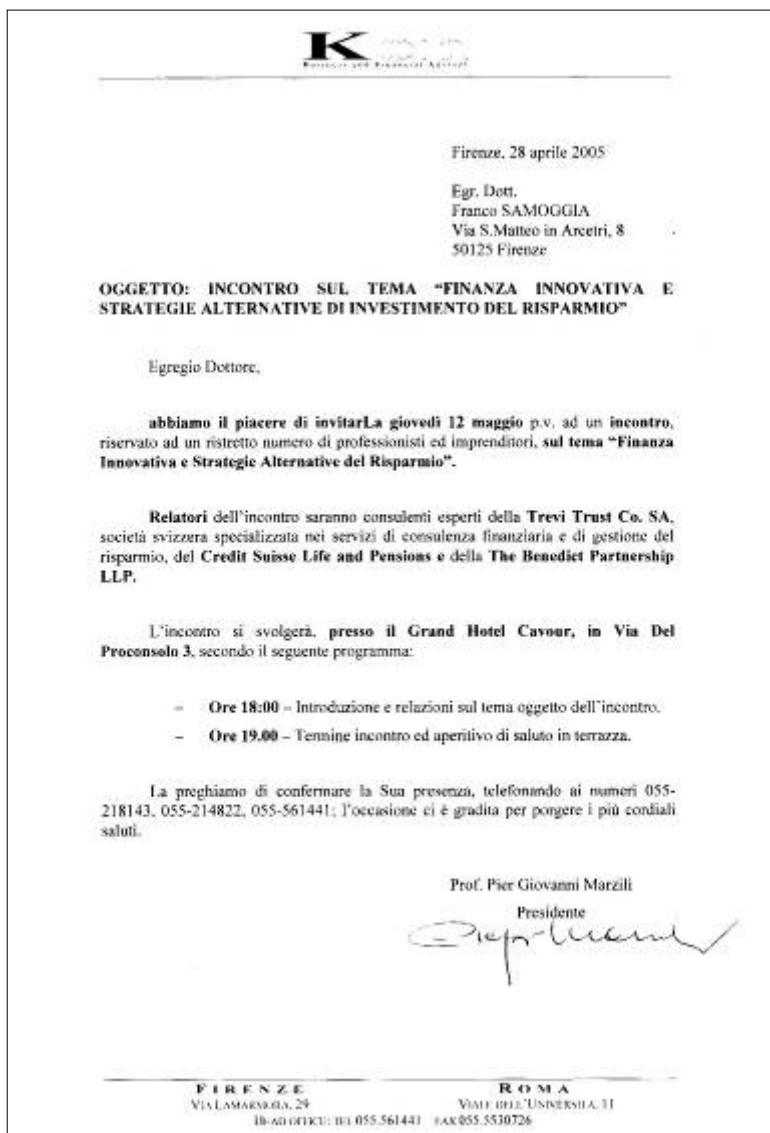 K
Business and Financial Advisor
Firenze, 28 aprile 2005
Egr. Dott.
Franco SAMOGGIA
Via S.Matteo in Arcetri, 8
50125 Firenze
OGGETTO: INCONTRO SUL TEMA “FINANZA INNOVATIVA E
STRATEGIE ALTERNATIVE DI INVESTIMENTO DEL RISPARMIO”
Egregio Dottore,
abbiamo il piacere di invitarLa giovedì 12 maggio p.v. ad un incontro,
riservato ad un ristretto numero di professionisti ed imprenditori, sul tema “Finanza
Innovativa e Strategie Alternative del Risparmio”.
Relatori dell’incontro saranno consulenti esperti della Trevi Trust Co. SA,
società svizzera specializzata nei servizi di consulenza finanziaria e di gestione del
risparmio, del Credit Suisse Life and Pensions e della The Benedict Partnership
LLP.
L’incontro si svolgerà, presso il Grand Hotel Cavour, in Via Del
Proconsolo 3, secondo il seguente programma:
– Ore 18:00 – Introduzione e relazioni sul tema oggetto dell’incontro.
– Ore 19.00 – Termine incontro ed aperitivo di saluto in terrazza.
La preghiamo di confermare la Sua presenza, telefonando ai numeri 055-
218143, 055-214822, 055-561441; l’occasione ci è gradita per porgere i più cordiali
saluti.
Prof. Pier Giovanni Marzili
Presidente
FIRENZE ROMA
VIA LAMARMORA, 29 VIALE DELL’UNIVERSITA, 11
TEL 055.561441 FAX 055.5530726